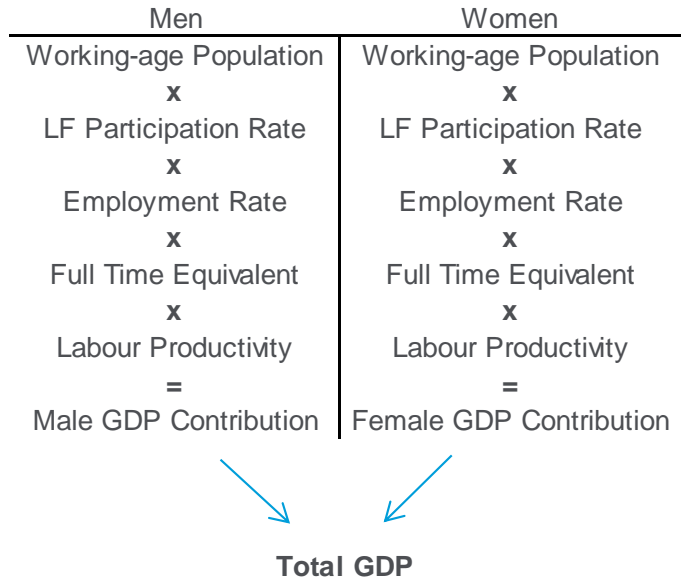 Men Women
Working-age Population Working-age Population
x x
LF Participation Rate LF Participation Rate
x x
Employment Rate Employment Rate
x x
Full Time Equivalent Full Time Equivalent
x x
Labour Productivity Labour Productivity
= =
Male GDP Contribution Female GDP Contribution
Total GDP